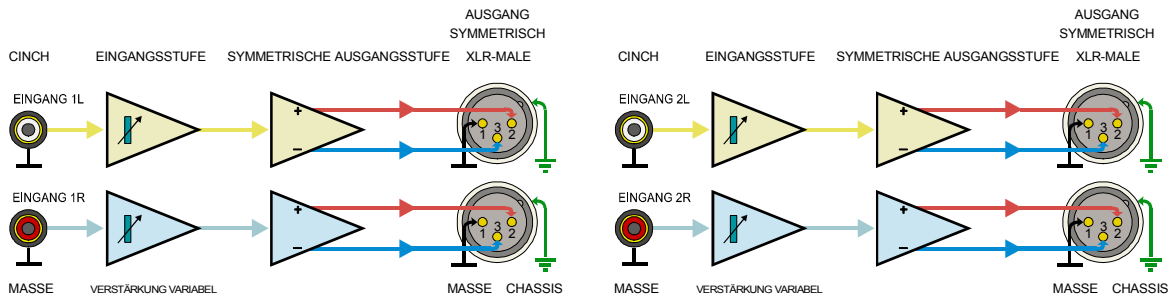 AUSGANG
SYMMETRISCH
CINCH EINGANGSSTUFE SYMMETRISCHE AUSGANGSSTUFE XLR-MALE
EINGANG 1L
+
−
1 3 2
EINGANG 1R
+
−
1 3 2
MASSE VERSTÄRKUNG VARIABEL MASSE CHASSIS
AUSGANG
SYMMETRISCH
CINCH EINGANGSSTUFE SYMMETRISCHE AUSGANGSSTUFE XLR-MALE
EINGANG 2L
+
−
1 3 2
EINGANG 2R
+
−
1 3 2
MASSE VERSTÄRKUNG VARIABEL MASSE CHASSIS